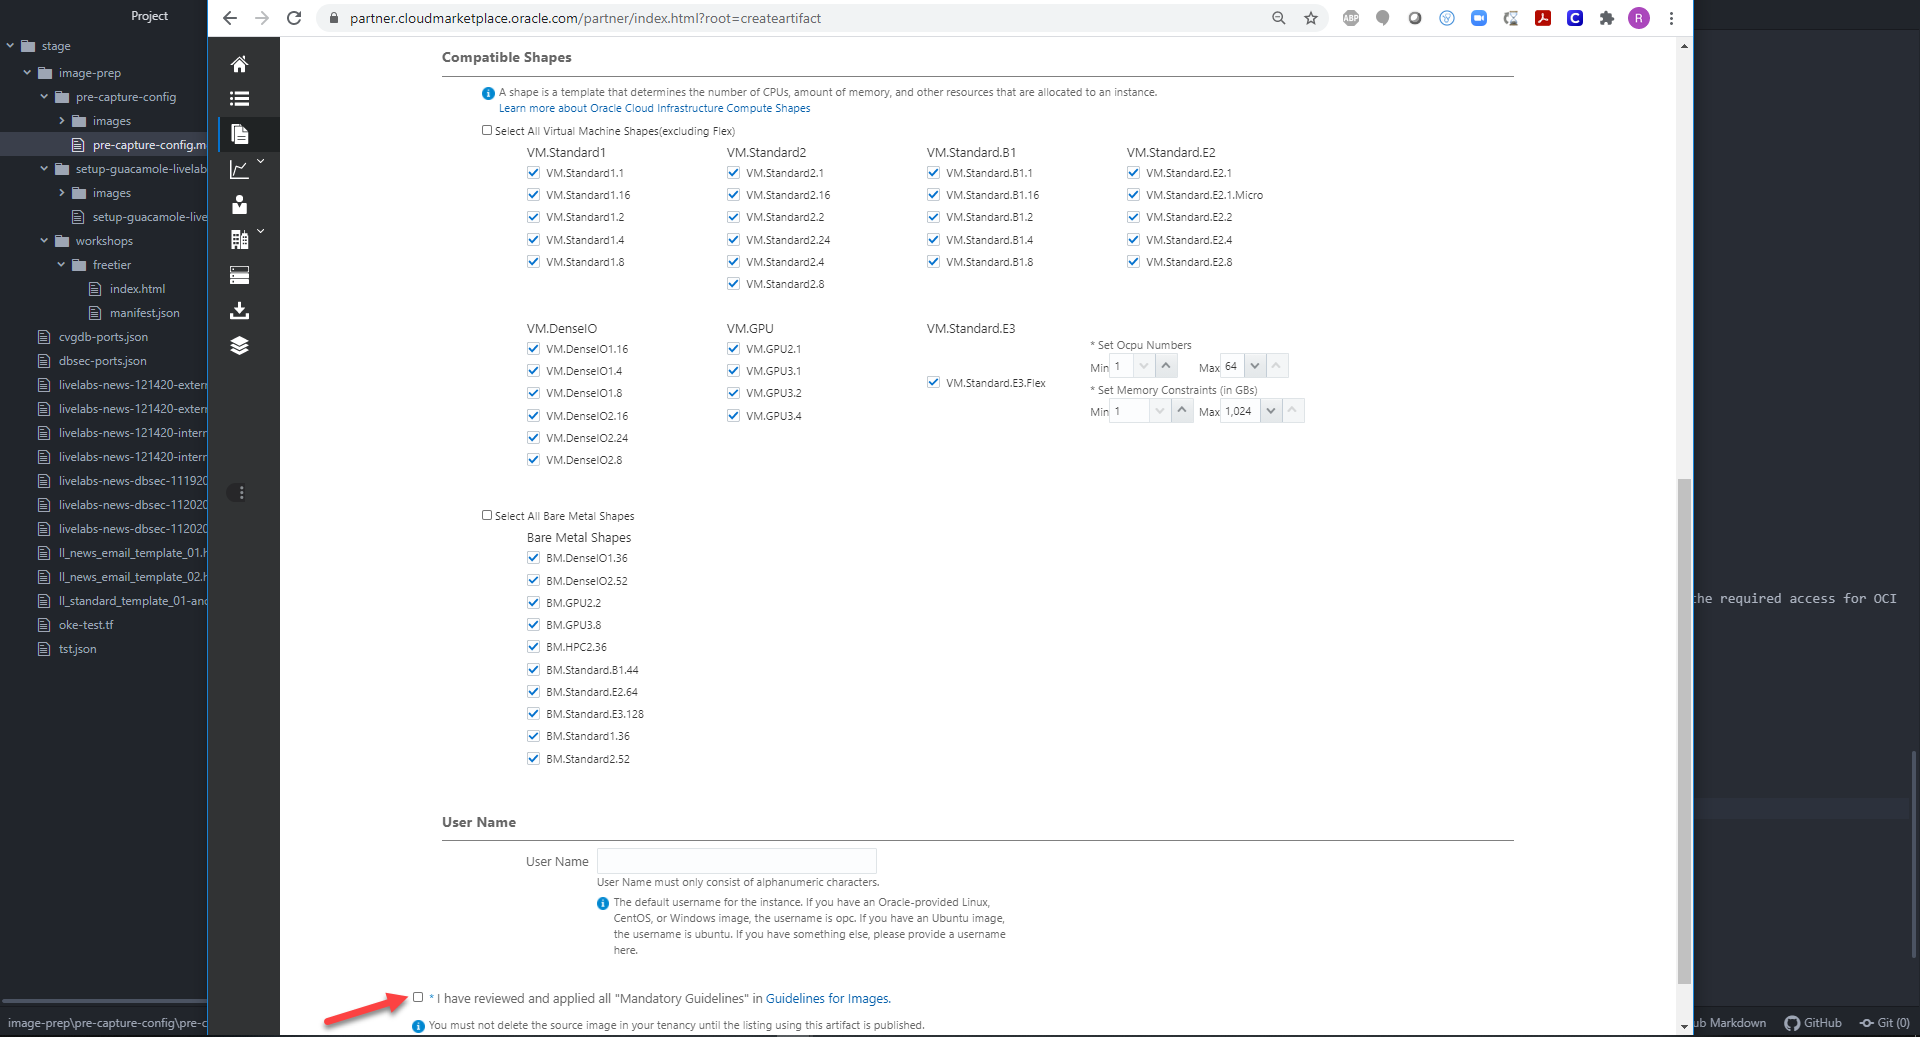 Project
stage
image-prep
pre-capture-config
images
pre-capture-config.m
setup-guacamole-livelab
images
setup-guacamole-live
workshops
freetier
index.html
manifest.json
cvgdb-ports.json
dbsec-ports.json
livelabs-news-121420-extern
livelabs-news-121420-extern
livelabs-news-121420-intern
livelabs-news-121420-intern
livelabs-news-dbsec-111920
livelabs-news-dbsec-112020
livelabs-news-dbsec-112020
ll_news_email_template_01.h
ll_news_email_template_02.h
ll_standard_template_01-and
oke-test.tf
tst.json
image-prep\pre-capture-config\pre-c
partner.cloudmarketplace.oracle.com/partner/index.html?root=createartifact
ABP
C
R
Compatible Shapes
A shape is a template that determines the number of CPUs, amount of memory, and other resources that are allocated to an instance.
Learn more about Oracle Cloud Infrastructure Compute Shapes
Select All Virtual Machine Shapes(excluding Flex)
VM.Standard1 VM.Standard2 VM.Standard.B1 VM.Standard.E2
VM.Standard1.1 VM.Standard2.1 VM.Standard.B1.1 VM.Standard.E2.1
VM.Standard1.16 VM.Standard2.16 VM.Standard.B1.16 VM.Standard.E2.1.Micro
VM.Standard1.2 VM.Standard2.2 VM.Standard.B1.2 VM.Standard.E2.2
VM.Standard1.4 VM.Standard2.24 VM.Standard.B1.4 VM.Standard.E2.4
VM.Standard1.8 VM.Standard2.4 VM.Standard.B1.8 VM.Standard.E2.8
VM.Standard2.8
VM.DenseIO VM.GPU VM.Standard.E3
VM.DenseIO1.16 VM.GPU2.1 * Set Ocpu Numbers
VM.DenseIO1.4 VM.GPU3.1 Min 1 Max 64
VM.DenseIO1.8 VM.GPU3.2 VM.Standard.E3.Flex * Set Memory Constraints (in GBs)
VM.DenseIO2.16 VM.GPU3.4 Min 1 Max 1,024
VM.DenseIO2.24
VM.DenseIO2.8
Select All Bare Metal Shapes
Bare Metal Shapes
BM.DenseIO1.36
BM.DenseIO2.52
BM.GPU2.2
BM.GPU3.8
BM.HPC2.36
BM.Standard.B1.44
BM.Standard.E2.64
BM.Standard.E3.128
BM.Standard1.36
BM.Standard2.52
User Name
User Name
User Name must only consist of alphanumeric characters.
The default username for the instance. If you have an Oracle-provided Linux,
CentOS, or Windows image, the username is opc. If you have an Ubuntu image,
the username is ubuntu. If you have something else, please provide a username
here.
* I have reviewed and applied all "Mandatory Guidelines" in Guidelines for Images.
You must not delete the source image in your tenancy until the listing using this artifact is published.
the required access for OCI
ub Markdown GitHub Git (0)